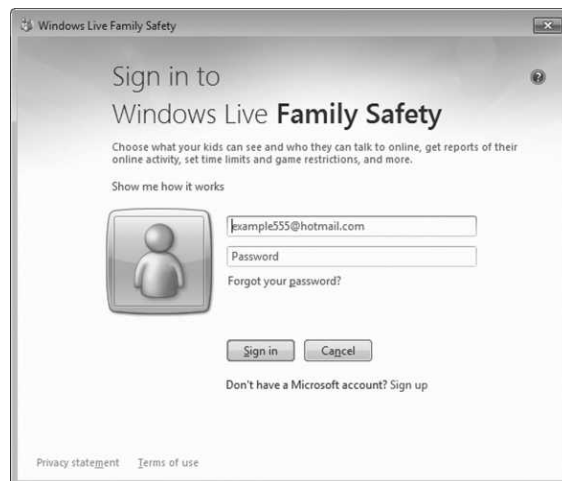 Windows Live Family Safety
Sign in to
Windows Live Family Safety
Choose what your kids can see and who they can talk to online, get reports of their
online activity, set time limits and game restrictions, and more.
Show me how it works
example555@hotmail.com
Password
Forgot your password?
Sign in Cancel
Don't have a Microsoft account? Sign up
Privacy statement Terms of use